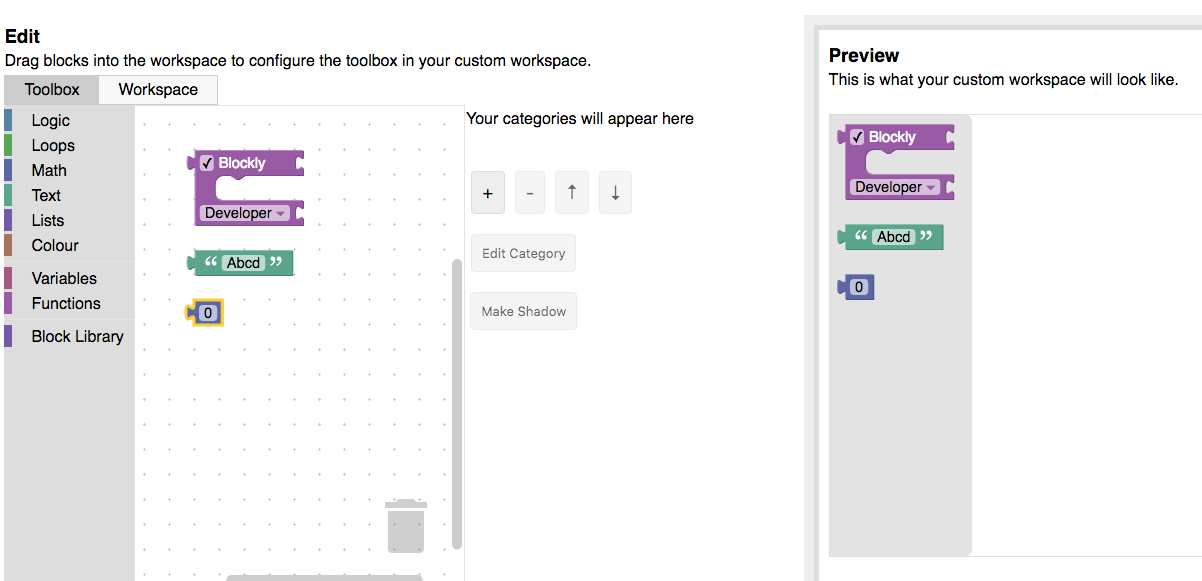 Edit
Drag blocks into the workspace to configure the toolbox in your custom workspace.
Toolbox Workspace
Logic
Loops
Math
Text
Lists
Colour
Variables
Functions
Block Library
✓ Blockly
Developer
“ Abcd ”
0
Your categories will appear here
+ - ↑ ↓
Edit Category
Make Shadow
Preview
This is what your custom workspace will look like.
✓ Blockly
Developer
“ Abcd ”
0